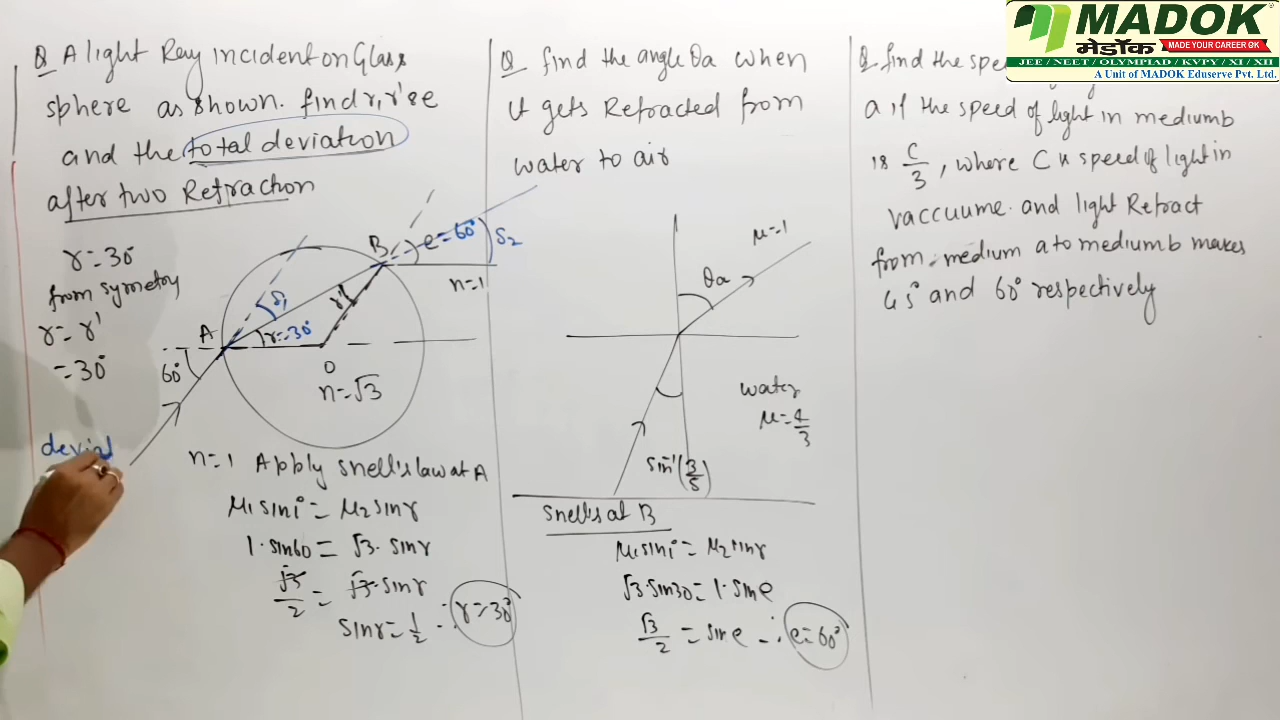 Q A light Ray incident on Glass
sphere as shown. find r, r' & e
and the total deviation
after two Refraction
r=30°
from symetry
r=r'
=30°
deviat
A
B
O
60°
δ1
r=30°
r'
e=60°
δ2
n=1
n=√3
n=1 Apply snell's law at A
μ1 sin i = μ2 sin r
1·sin60 = √3·sin r
√3/2 = √3·sin r
sin r = 1/2 ∴ r=30°
Q find the angle θa when
it gets Refracted from
water to air
μ=1
θa
water
μ=4/3
sin⁻¹(3/5)
Snell's at B
μ1 sin i = μ2 sin r
√3·sin30 = 1·sin e
√3/2 = sin e ∴ e=60°
Q find the spe
a if the speed of light in medium b
is C/3, where C is speed of light in
vaccuume. and light Refract
from medium a to medium b makes
45° and 60° respectively
MADOK
मेडॉक
MADE YOUR CAREER OK
JEE / NEET / OLYMPIAD / KVPY / XI / XII
A Unit of MADOK Eduserve Pvt. Ltd.